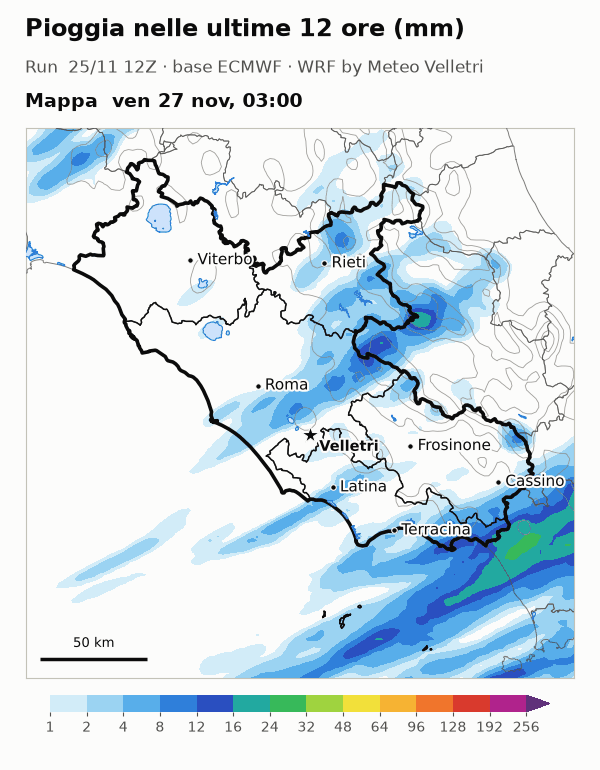 Pioggia nelle ultime 12 ore (mm)
Run  25/11 12Z · base ECMWF · WRF by Meteo Velletri
Mappa  ven 27 nov, 03:00
Viterbo
Rieti
Roma
Velletri
Frosinone
Latina
Cassino
Terracina
50 km
1 2 4 8 12 16 24 32 48 64 96 128 192 256